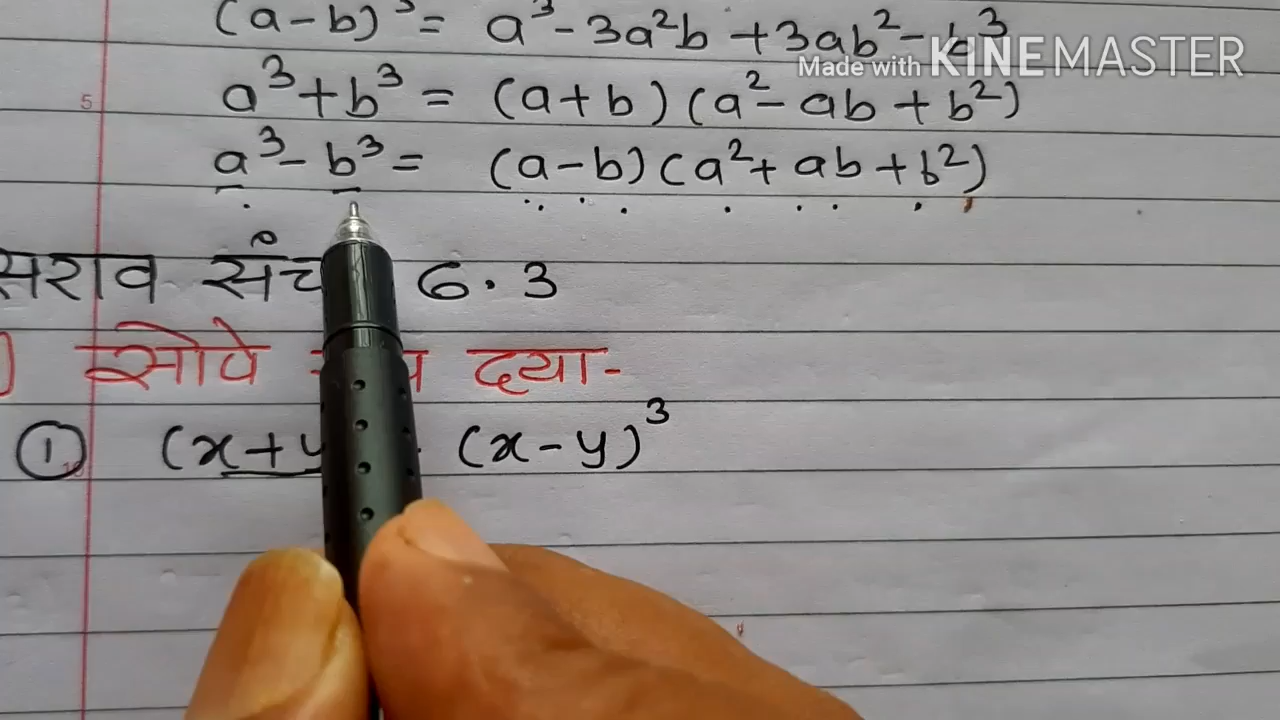 (a-b)³ = a³-3a²b +3ab²-b³
Made with KINEMASTER
a³+b³ = (a+b)(a²-ab+b²)
a³-b³ = (a-b)(a²+ab+b²)
सराव 6.3
सोपे द्या-
① (x+y (x-y)³